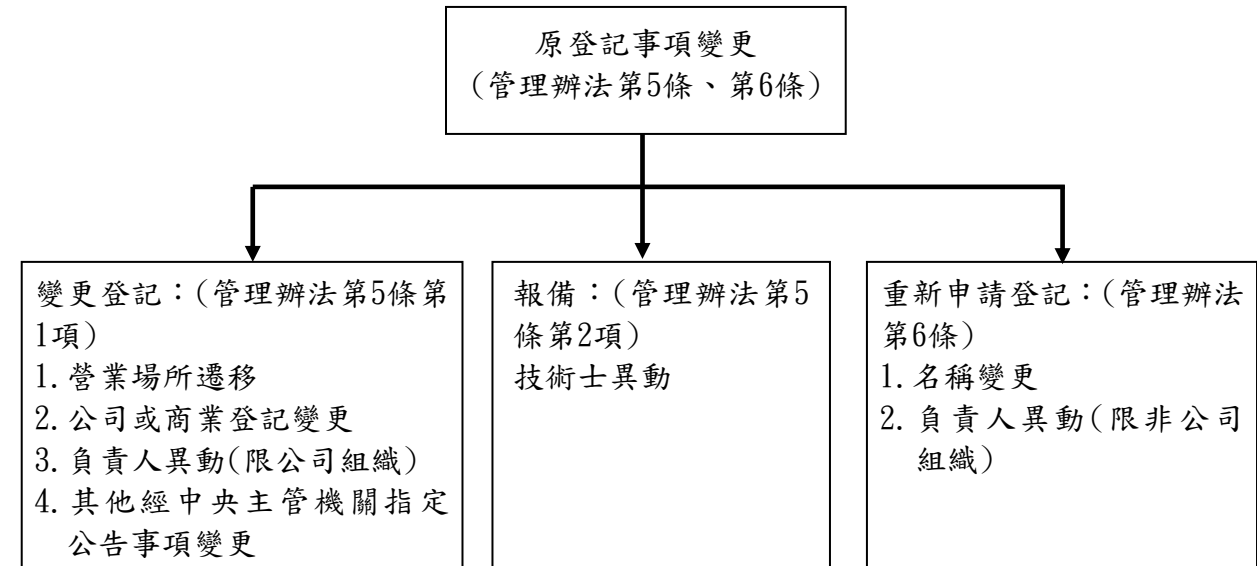 原登記事項變更
(管理辦法第5條、第6條)
變更登記：(管理辦法第5條第
1項)
1.營業場所遷移
2.公司或商業登記變更
3.負責人異動(限公司組織)
4.其他經中央主管機關指定
公告事項變更
報備：(管理辦法第5
條第2項)
技術士異動
重新申請登記：(管理辦法
第6條)
1.名稱變更
2.負責人異動(限非公司
組織)